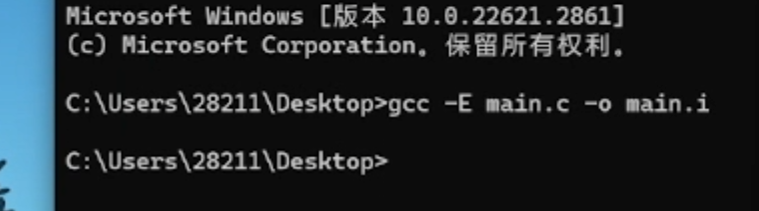 Microsoft Windows [版本 10.0.22621.2861]
(c) Microsoft Corporation。保留所有权利。
C:\Users\28211\Desktop>gcc -E main.c -o main.i
C:\Users\28211\Desktop>